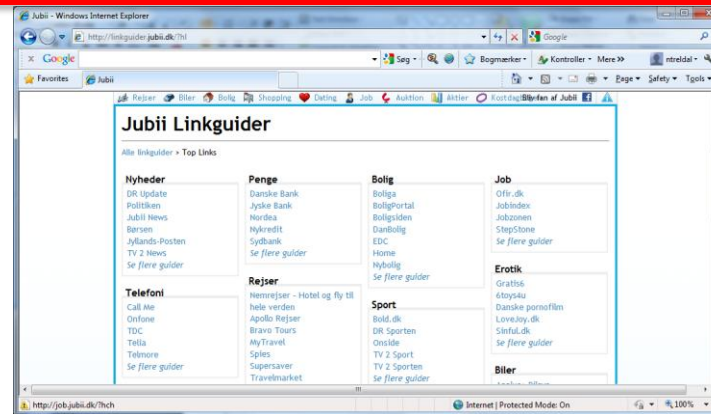 Jubii - Windows Internet Explorer
http://linkguider.jubii.dk/?hl
Google
x Google
Søg
Bogmærker
Kontroller
Mere »
ntreldal
Favorites
Jubii
Page
Safety
Tools
Rejser Biler Bolig Shopping Dating Job Auktion Aktier
fan af Jubii
Jubii Linkguider
Alle linkguider > Top Links
Nyheder
DR Update
Politiken
Jubii News
Børsen
Jyllands-Posten
TV 2 News
Se flere guider
Telefoni
Call Me
Onfone
TDC
Telia
Telmore
Se flere guider
Penge
Danske Bank
Jyske Bank
Nordea
Nykredit
Sydbank
Se flere guider
Rejser
Nemrejser - Hotel og fly til
hele verden
Apollo Rejser
Bravo Tours
MyTravel
Spies
Supersaver
Travelmarket
Bolig
Boliga
BoligPortal
Boligsiden
DanBolig
EDC
Home
Nybolig
Se flere guider
Sport
Bold.dk
DR Sporten
Onside
TV 2 Sport
TV 2 Sporten
Se flere guider
Job
Ofir.dk
Jobindex
Jobzonen
StepStone
Se flere guider
Erotik
Gratis6
6toys4u
Danske pornofilm
LoveJoy.dk
Sinful.dk
Se flere guider
Biler
http://job.jubii.dk/?hch
Internet | Protected Mode: On
100%